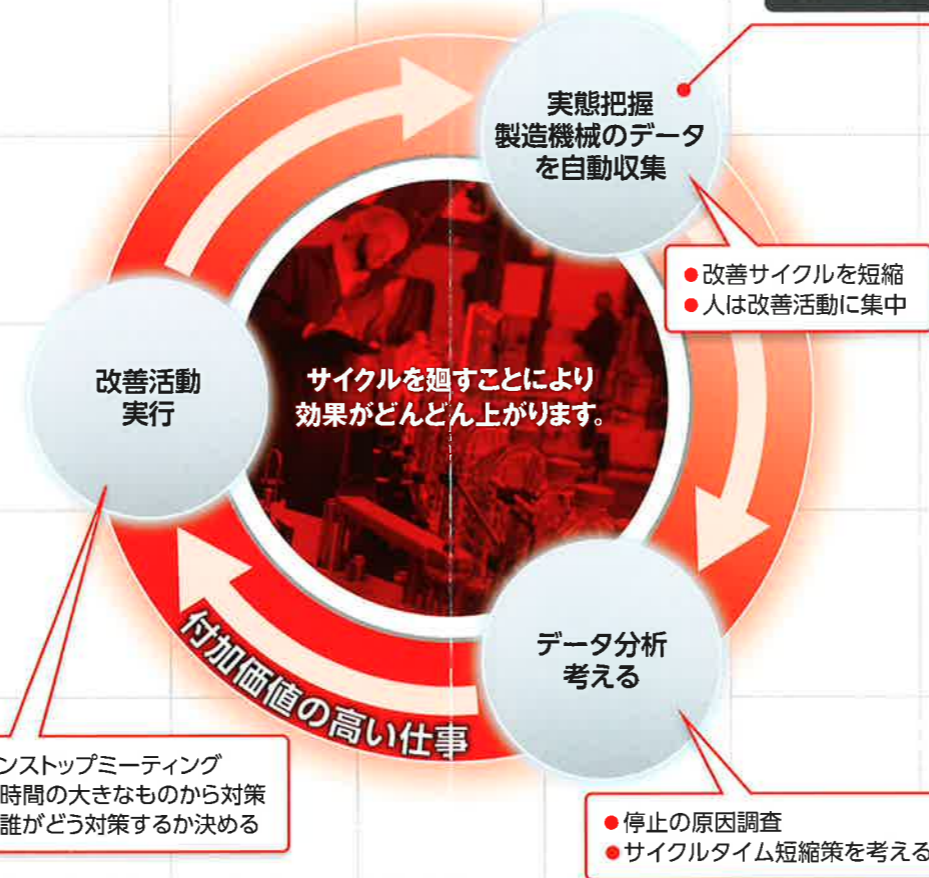 実態把握
製造機械のデータ
を自動収集
●改善サイクルを短縮
●人は改善活動に集中
改善活動
実行
サイクルを廻すことにより
効果がどんどん上がります。
データ分析
考える
付加価値の高い仕事
ンストップミーティング
時間の大きなものから対策
誰がどう対策するか決める
●停止の原因調査
●サイクルタイム短縮策を考える